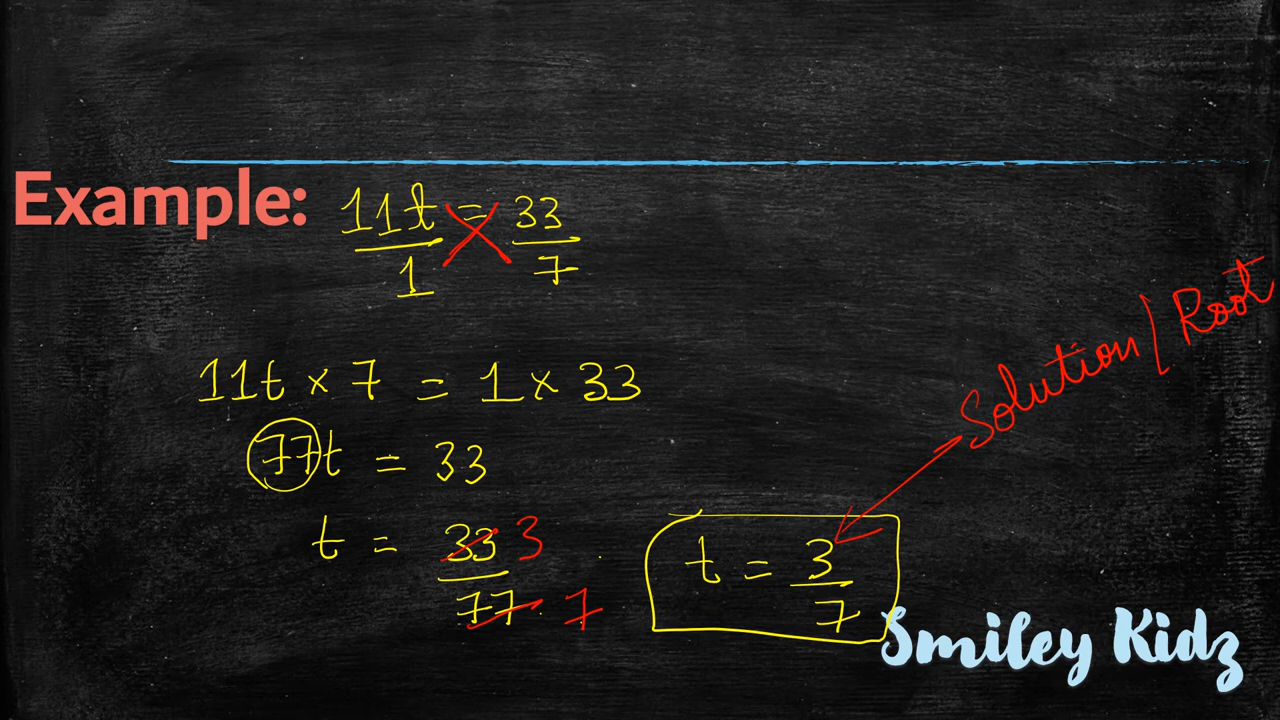 Example: 11t/1 = 33/7
11t × 7 = 1 × 33
77t = 33
t = 33/77 3 7
t = 3/7
Solution | Root
Smiley Kidz